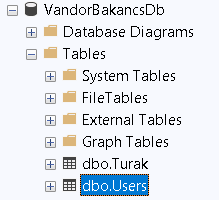 VandorBakancsDb
Database Diagrams
Tables
System Tables
FileTables
External Tables
Graph Tables
dbo.Turak
dbo.Users